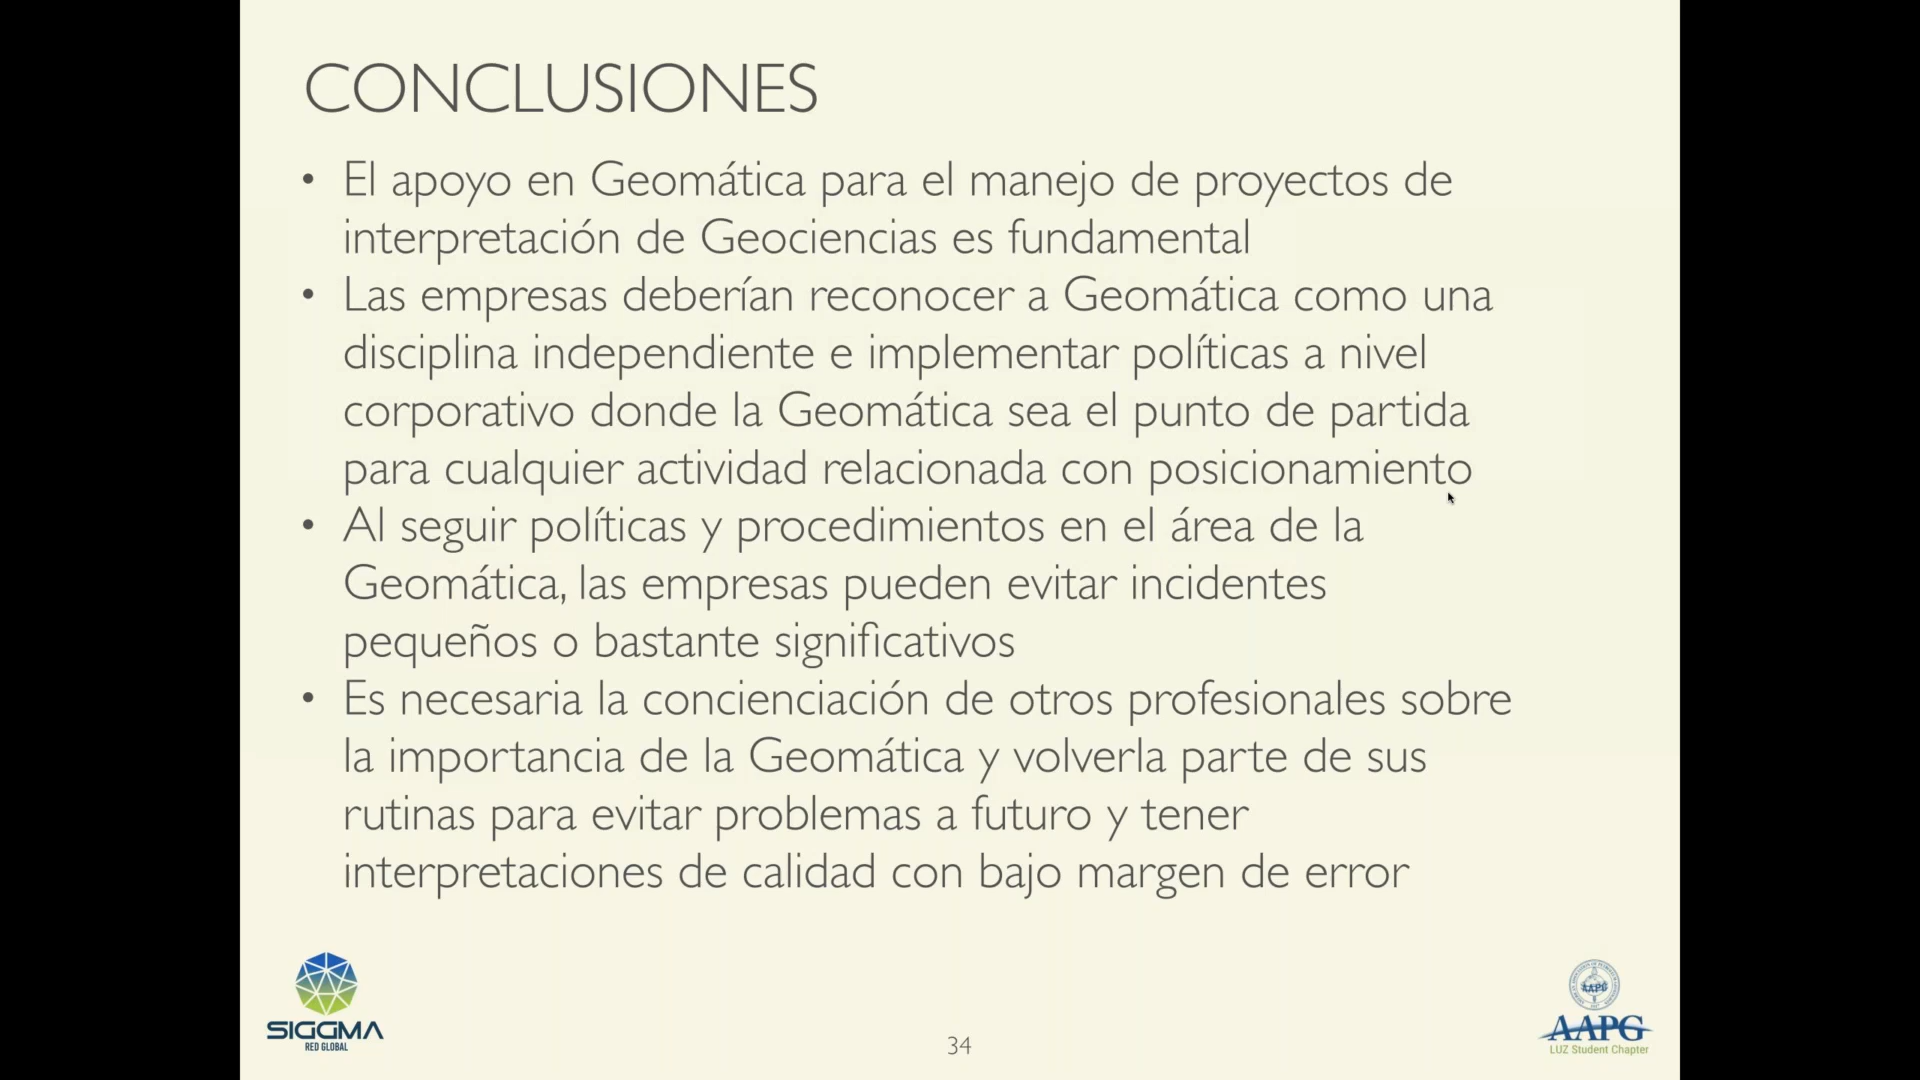 CONCLUSIONES
• El apoyo en Geomática para el manejo de proyectos de
interpretación de Geociencias es fundamental
• Las empresas deberían reconocer a Geomática como una
disciplina independiente e implementar políticas a nivel
corporativo donde la Geomática sea el punto de partida
para cualquier actividad relacionada con posicionamiento
• Al seguir políticas y procedimientos en el área de la
Geomática, las empresas pueden evitar incidentes
pequeños o bastante significativos
• Es necesaria la concienciación de otros profesionales sobre
la importancia de la Geomática y volverla parte de sus
rutinas para evitar problemas a futuro y tener
interpretaciones de calidad con bajo margen de error
SIGGMA
RED GLOBAL
34
AAPG
AAPG
LUZ Student Chapter